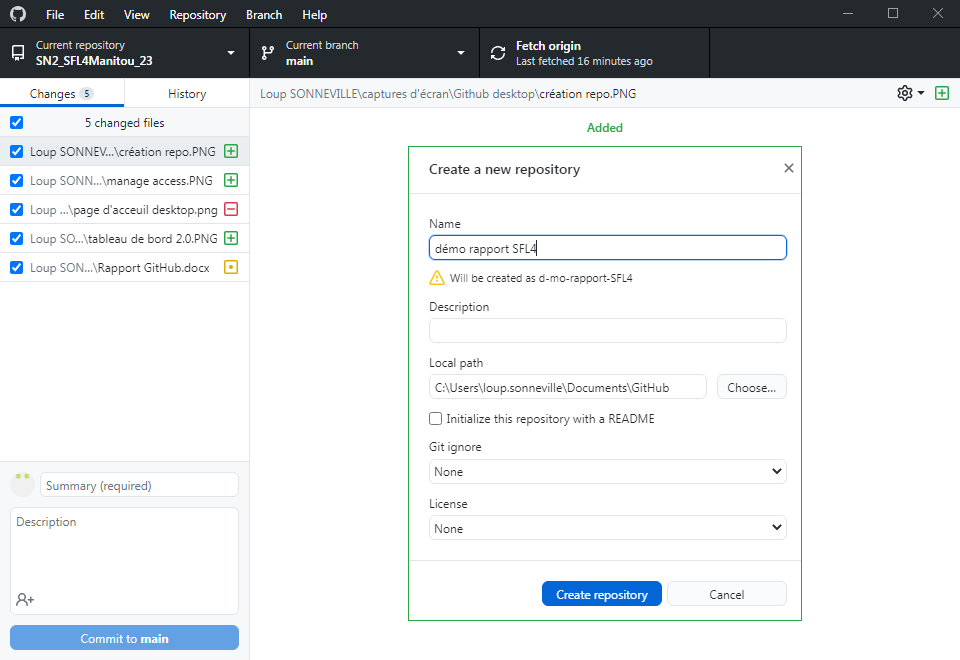 File Edit View Repository Branch Help
Current repository
SN2_SFL4Manitou_23
Current branch
main
Fetch origin
Last fetched 16 minutes ago
Changes 5
History
Loup SONNEVILLE\captures d'écran\Github desktop\création repo.PNG
5 changed files
Loup SONNEV...\création repo.PNG
Loup SONN...\manage access.PNG
Loup ...\page d'acceuil desktop.png
Loup SO...\tableau de bord 2.0.PNG
Loup SON...\Rapport GitHub.docx
Summary (required)
Description
Commit to main
Added
Create a new repository
Name
démo rapport SFL4
Will be created as d-mo-rapport-SFL4
Description
Local path
C:\Users\loup.sonneville\Documents\GitHub
Choose...
Initialize this repository with a README
Git ignore
None
License
None
Create repository
Cancel